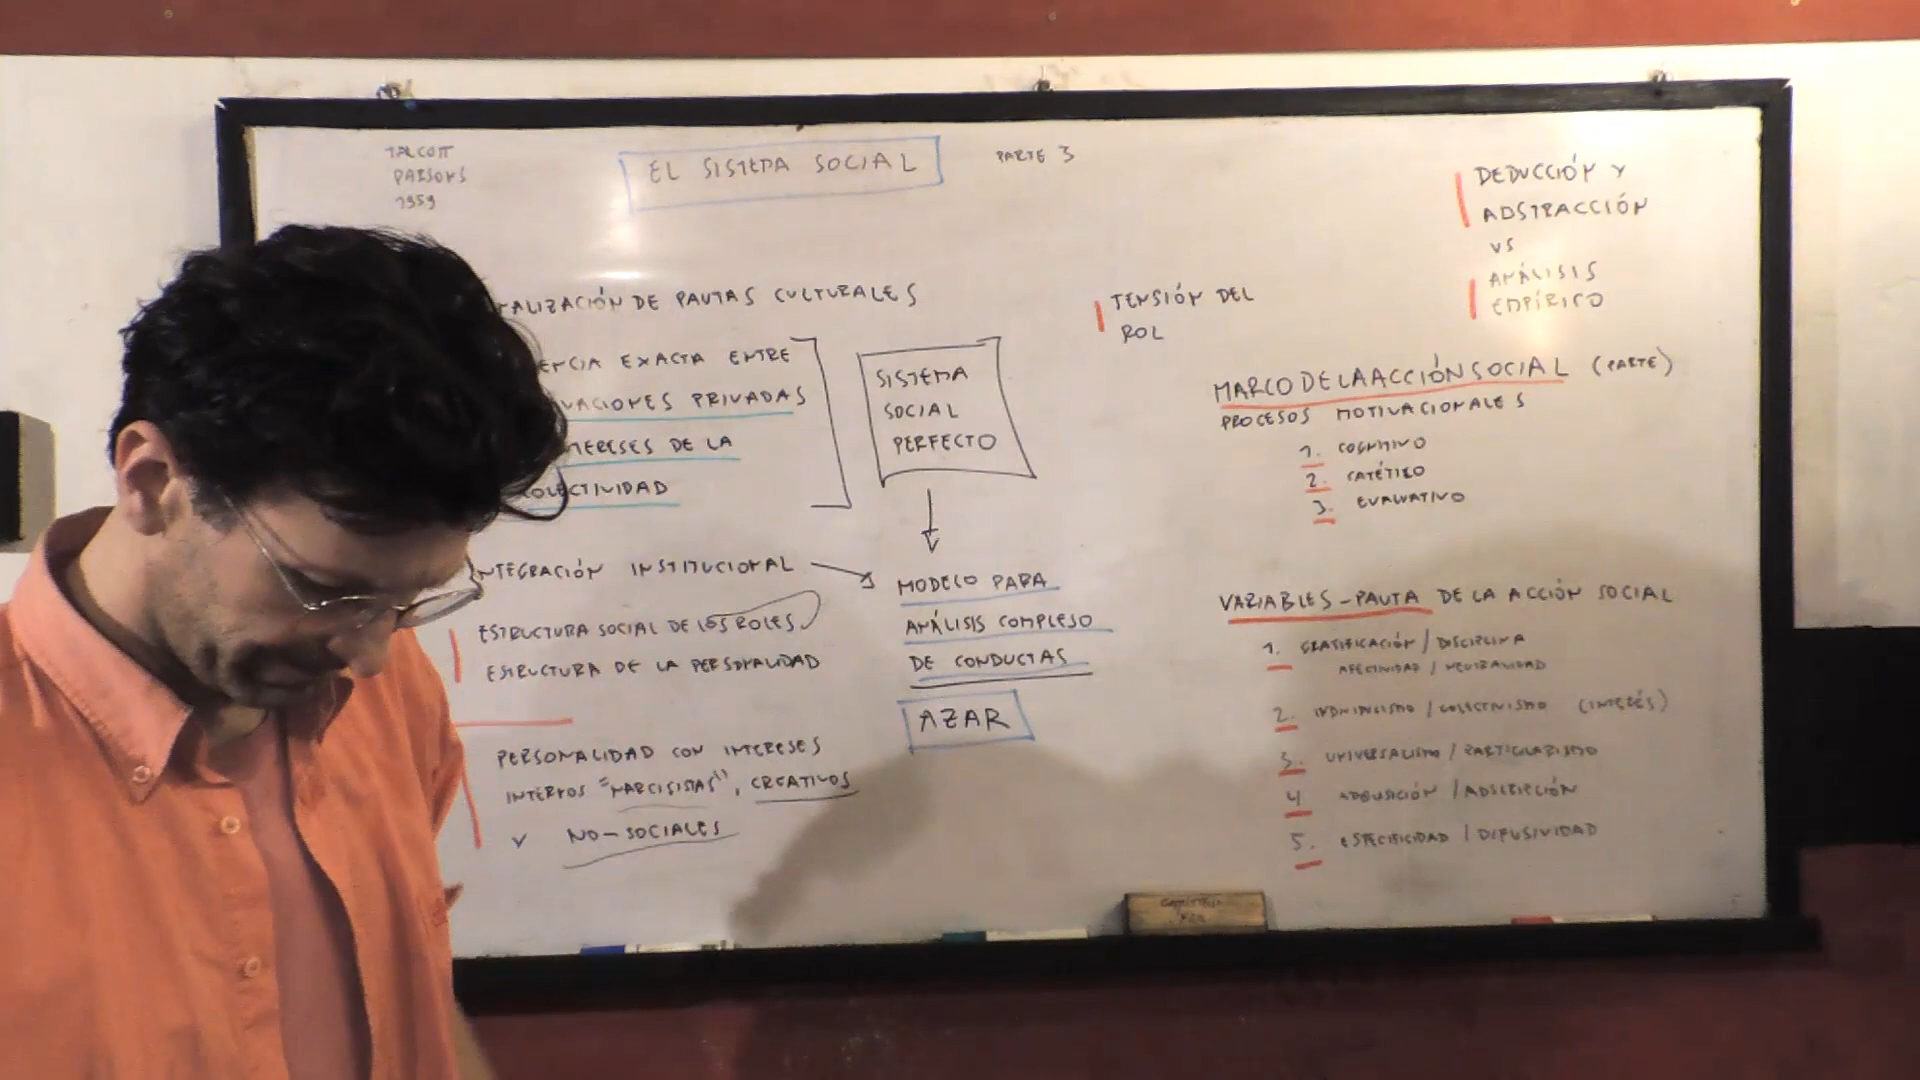 TALCOTT
PARSONS
1959
EL SISTEMA SOCIAL
PARTE 3
DEDUCCIÓN Y
ADSTRACCIÓN
VS
ANÁLISIS
EMPÍRICO
ALIZACIÓN DE PAUTAS CULTURALES
ENCIA EXACTA ENTRE
VACIONES PRIVADAS
TERESES DE LA
COLECTIVIDAD
SISTEMA
SOCIAL
PERFECTO
TENSIÓN DEL
ROL
NTEGRACIÓN INSTITUCIONAL
ESTRUCTURA SOCIAL DE LOS ROLES
ESTRUCTURA DE LA PERSONALIDAD
PERSONALIDAD CON INTERESES
INTERNOS "NARCISISTAS", CREATIVOS
Y NO-SOCIALES
MODELO PARA
ANÁLISIS COMPLEJO
DE CONDUCTAS
AZAR
MARCO DE LA ACCIÓN SOCIAL (PARTE)
PROCESOS MOTIVACIONALES
1. COGNITIVO
2. CATÉTICO
3. EVALUATIVO
VARIABLES-PAUTA DE LA ACCIÓN SOCIAL
1. GRATIFICACIÓN / DISCIPLINA
AFECTIVIDAD / NEUTRALIDAD
2. INDIVIDUALISMO / COLECTIVISMO (INTERÉS)
3. UNIVERSALISMO / PARTICULARISMO
4 ADQUISICIÓN / ADSCRIPCIÓN
5. ESPECIFICIDAD / DIFUSIVIDAD